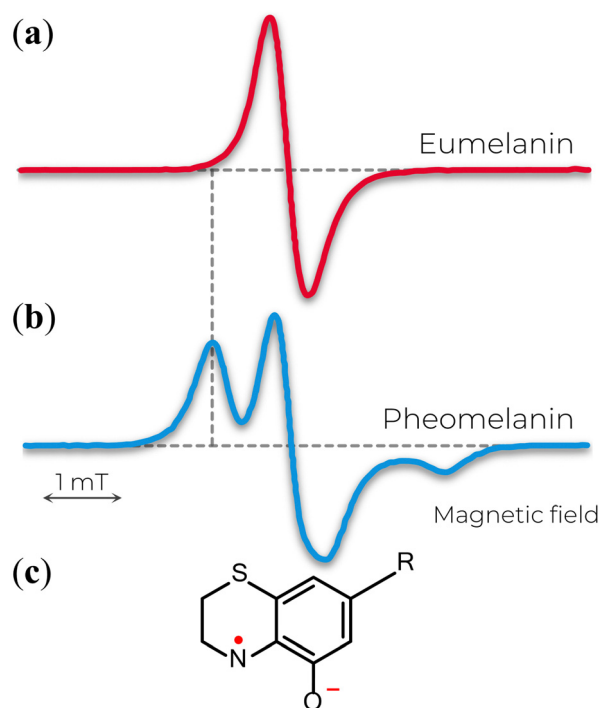 (a)
Eumelanin
(b)
Pheomelanin
1 mT
Magnetic field
(c)
S
R
N
O
−